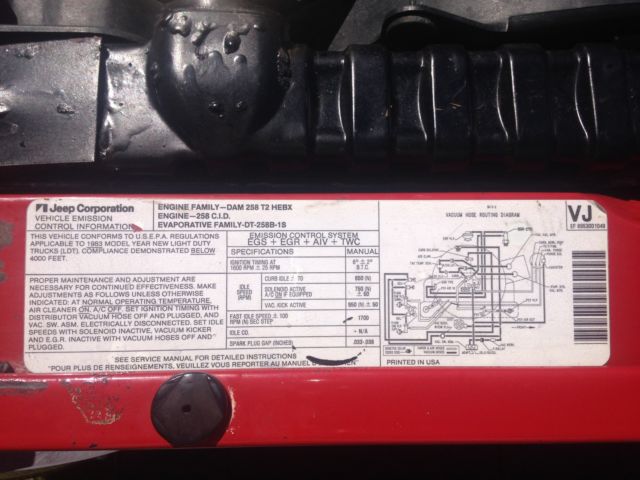 Jeep Corporation
VEHICLE EMISSION
CONTROL INFORMATION
ENGINE FAMILY—DAM 258 T2 HEBX
ENGINE—258 C.I.D.
EVAPORATIVE FAMILY-DT-258B-1S
THIS VEHICLE CONFORMS TO U.S.E.P.A. REGULATIONS
APPLICABLE TO 1983 MODEL YEAR NEW LIGHT DUTY
TRUCKS (LDT). COMPLIANCE DEMONSTRATED BELOW
4000 FEET.
PROPER MAINTENANCE AND ADJUSTMENT ARE
NECESSARY FOR CONTINUED EFFECTIVENESS. MAKE
ADJUSTMENTS AS FOLLOWS UNLESS OTHERWISE
INDICATED: AT NORMAL OPERATING TEMPERATURE,
AIR CLEANER ON, A/C OFF. SET IGNITION TIMING WITH
DISTRIBUTOR VACUUM HOSE OFF AND PLUGGED, AND
VAC. SW. ASM. ELECTRICALLY DISCONNECTED. SET IDLE
SPEEDS WITH SOLENOID INACTIVE, VACUUM KICKER
AND E.G.R. INACTIVE WITH VACUUM HOSES OFF AND
PLUGGED.
EMISSION CONTROL SYSTEM
EGS + EGR + AIV + TWC
SPECIFICATIONS MANUAL
IGNITION TIMING AT 6° ± 2°
1600 RPM ± 25 RPM B.T.C.
IDLE SPEED (RPM)
CURB IDLE ± 70
SOLENOID ACTIVE
A/C ON IF EQUIPPED
VAC. KICK ACTIVE
FAST IDLE SPEED ± 100 1700
RPM (N) SEC STEP
IDLE CO. - N/A
SPARK PLUG GAP (INCHES) .033-.038
SEE SERVICE MANUAL FOR DETAILED INSTRUCTIONS
"POUR PLUS DE RENSEIGNEMENTS, VEUILLEZ VOUS REPORTER AU MANUEL D'ENTRETIEN"
VACUUM HOSE ROUTING DIAGRAM
VJ
PRINTED IN USA